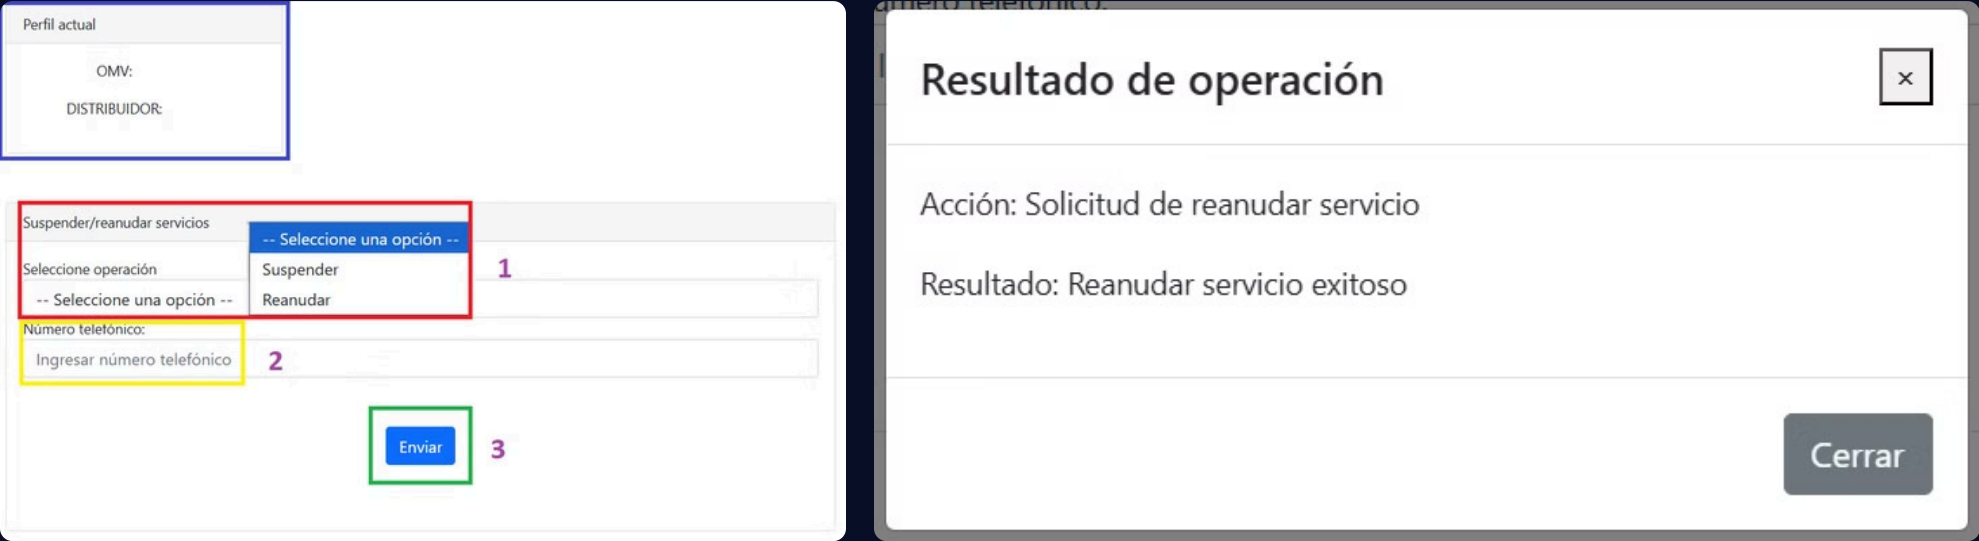 Perfil actual
OMV:
DISTRIBUIDOR:
Suspender/reanudar servicios
-- Seleccione una opción --
Seleccione operación
Suspender
1
-- Seleccione una opción --
Reanudar
Número telefónico:
Ingresar número telefónico
2
Enviar
3
número telefónico.
Resultado de operación
×
Acción: Solicitud de reanudar servicio
Resultado: Reanudar servicio exitoso
Cerrar